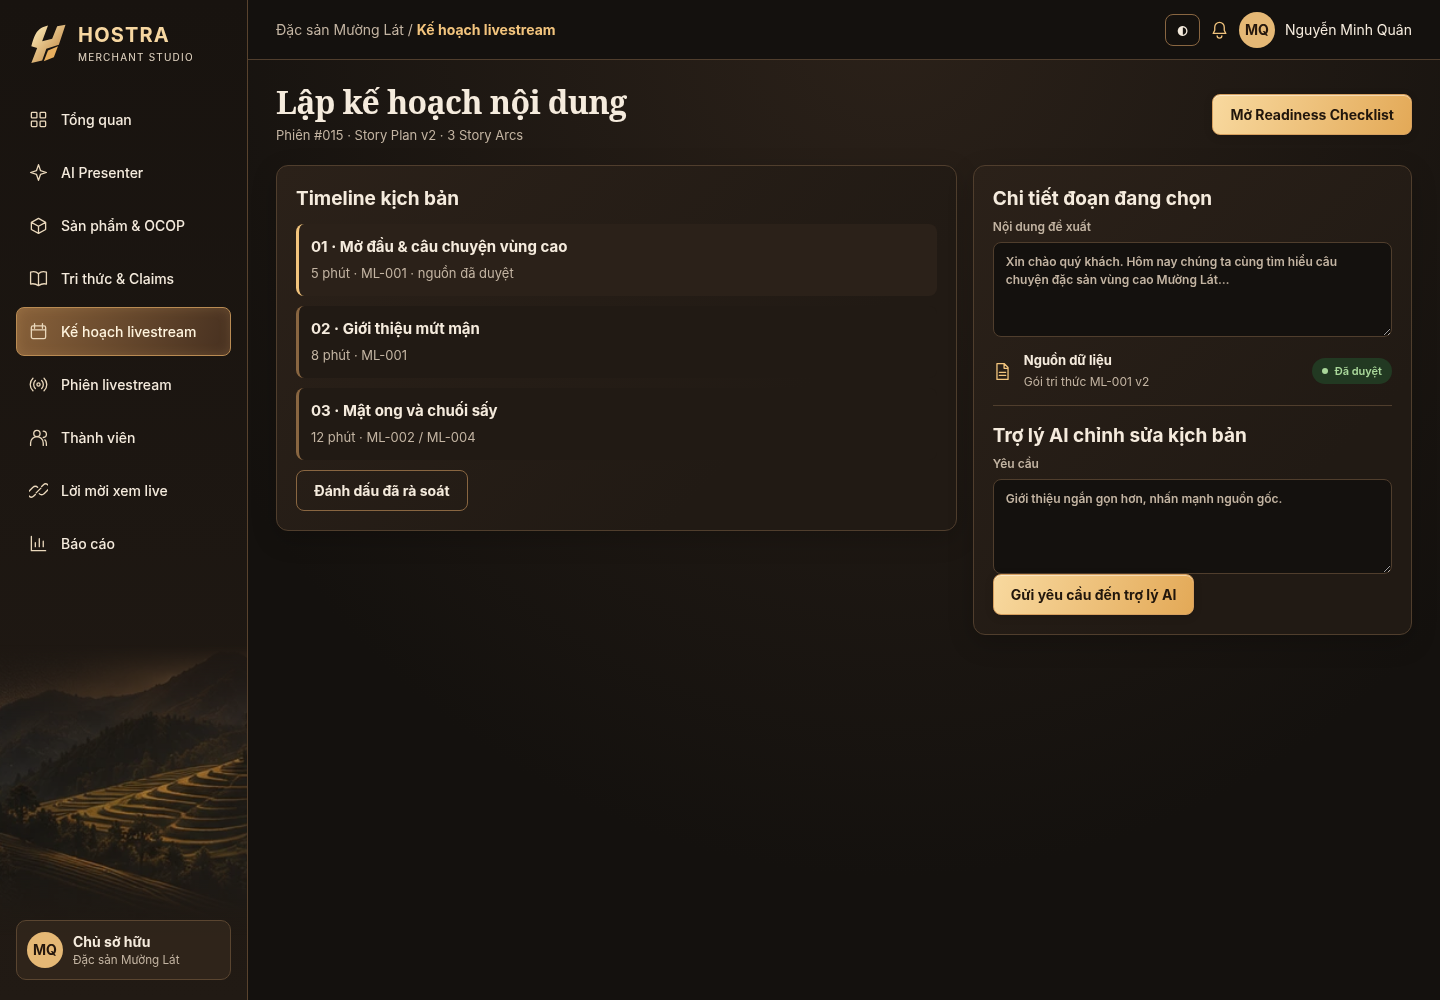 HOSTRA
MERCHANT STUDIO
Tổng quan
AI Presenter
Sản phẩm & OCOP
Tri thức & Claims
Kế hoạch livestream
Phiên livestream
Thành viên
Lời mời xem live
Báo cáo
MQ
Chủ sở hữu
Đặc sản Mường Lát
Đặc sản Mường Lát / Kế hoạch livestream
MQ
Nguyễn Minh Quân
Lập kế hoạch nội dung
Phiên #015 · Story Plan v2 · 3 Story Arcs
Mở Readiness Checklist
Timeline kịch bản
01 · Mở đầu & câu chuyện vùng cao
5 phút · ML-001 · nguồn đã duyệt
02 · Giới thiệu mứt mận
8 phút · ML-001
03 · Mật ong và chuối sấy
12 phút · ML-002 / ML-004
Đánh dấu đã rà soát
Chi tiết đoạn đang chọn
Nội dung đề xuất
Xin chào quý khách. Hôm nay chúng ta cùng tìm hiểu câu
chuyện đặc sản vùng cao Mường Lát...
Nguồn dữ liệu
Gói tri thức ML-001 v2
Đã duyệt
Trợ lý AI chỉnh sửa kịch bản
Yêu cầu
Giới thiệu ngắn gọn hơn, nhấn mạnh nguồn gốc.
Gửi yêu cầu đến trợ lý AI